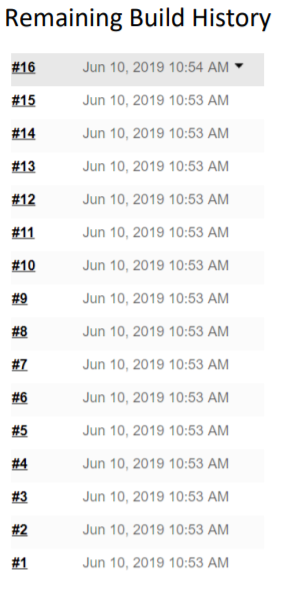 Remaining Build History
#16 Jun 10, 2019 10:54 AM
#15 Jun 10, 2019 10:53 AM
#14 Jun 10, 2019 10:53 AM
#13 Jun 10, 2019 10:53 AM
#12 Jun 10, 2019 10:53 AM
#11 Jun 10, 2019 10:53 AM
#10 Jun 10, 2019 10:53 AM
#9 Jun 10, 2019 10:53 AM
#8 Jun 10, 2019 10:53 AM
#7 Jun 10, 2019 10:53 AM
#6 Jun 10, 2019 10:53 AM
#5 Jun 10, 2019 10:53 AM
#4 Jun 10, 2019 10:53 AM
#3 Jun 10, 2019 10:53 AM
#2 Jun 10, 2019 10:53 AM
#1 Jun 10, 2019 10:53 AM